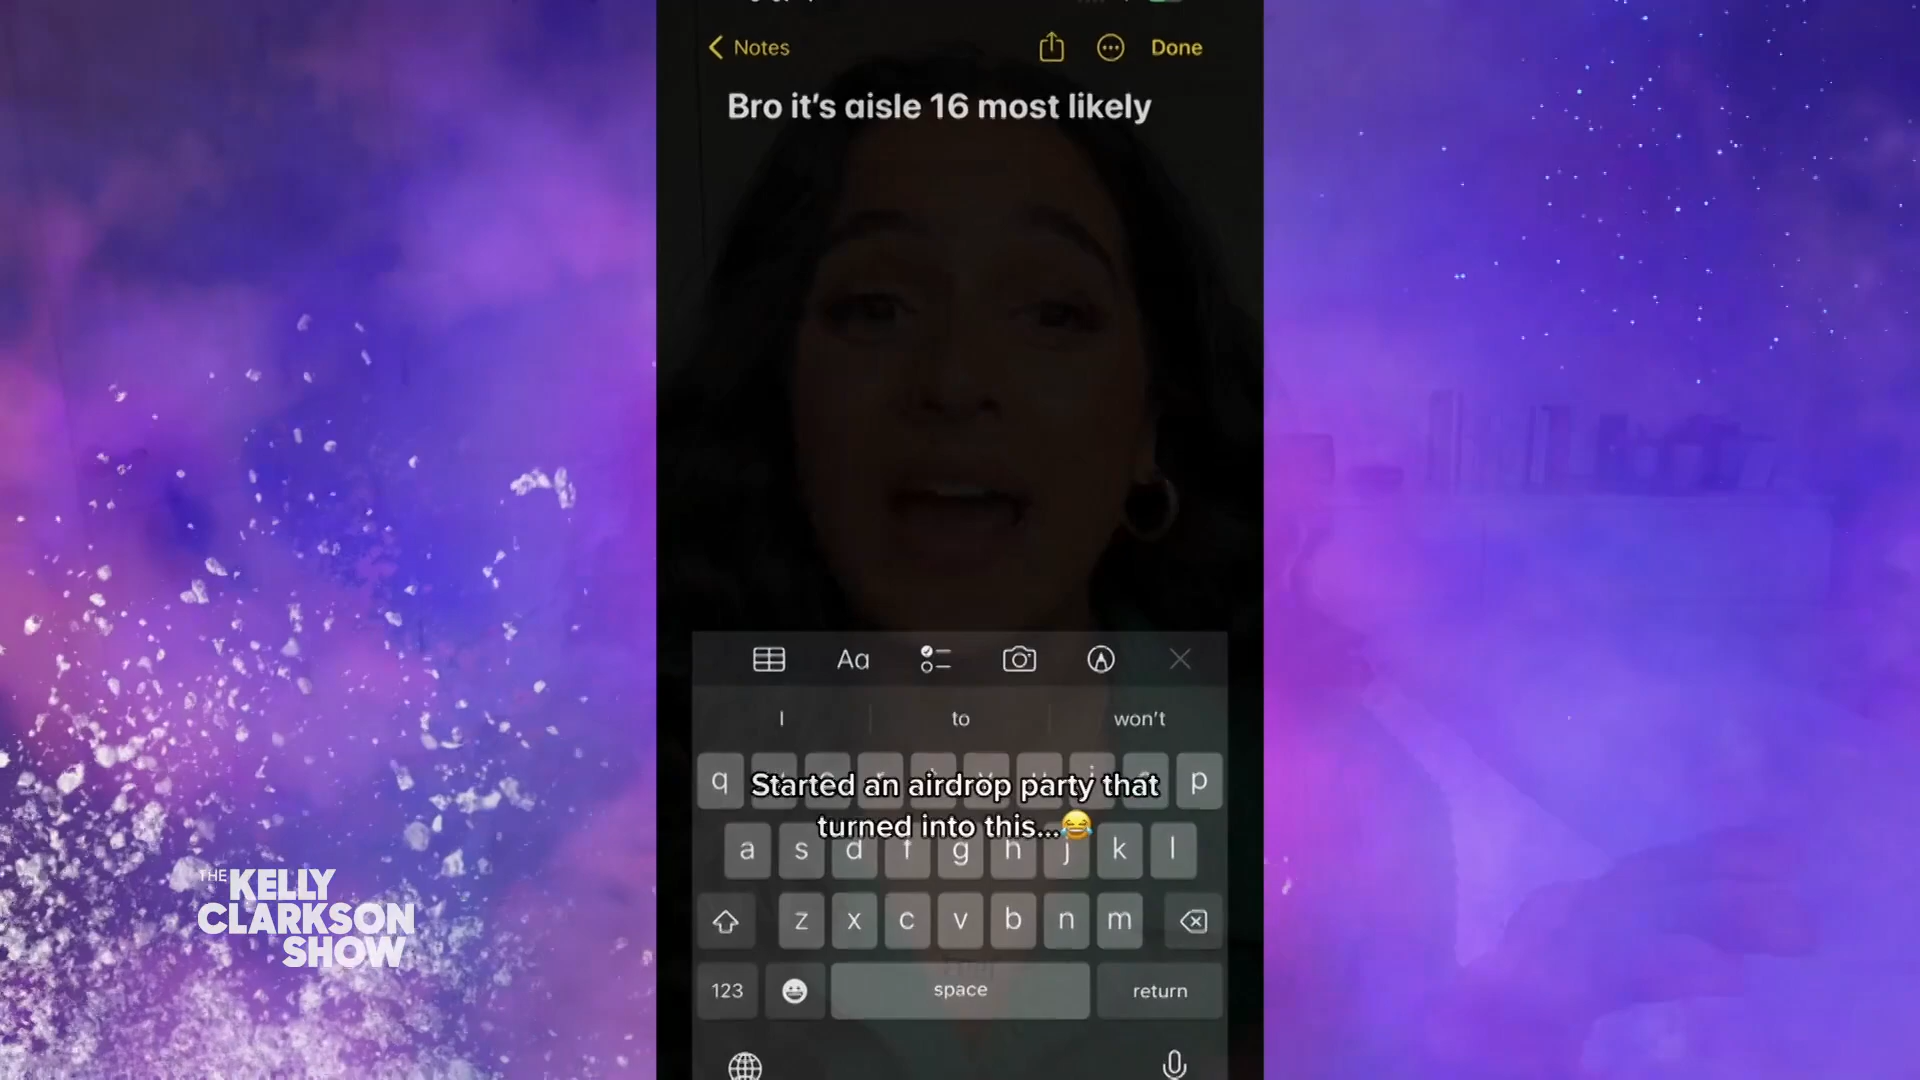 Notes
Done
Bro it's aisle 16 most likely
Aa
I to won't
q p
Started an airdrop party that
turned into this...😂
a s d f g h j k l
z x c v b n m
123 space return
THE KELLY
CLARKSON
SHOW